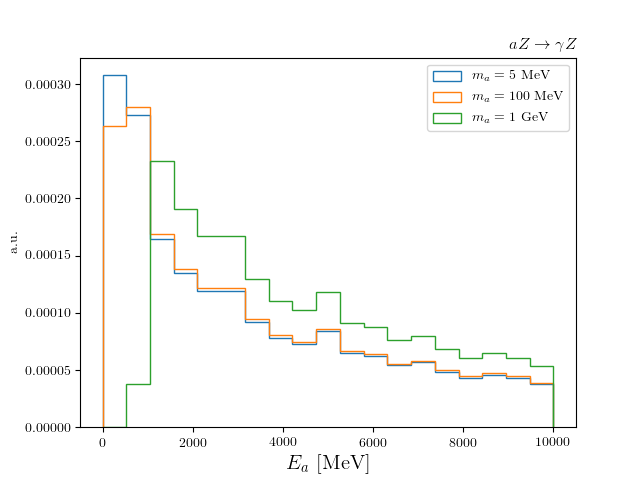 aZ → γZ
m_a = 5 MeV
m_a = 100 MeV
m_a = 1 GeV
0.00030
0.00025
0.00020
0.00015
0.00010
0.00005
0.00000
a.u.
0 2000 4000 6000 8000 10000
E_a [MeV]